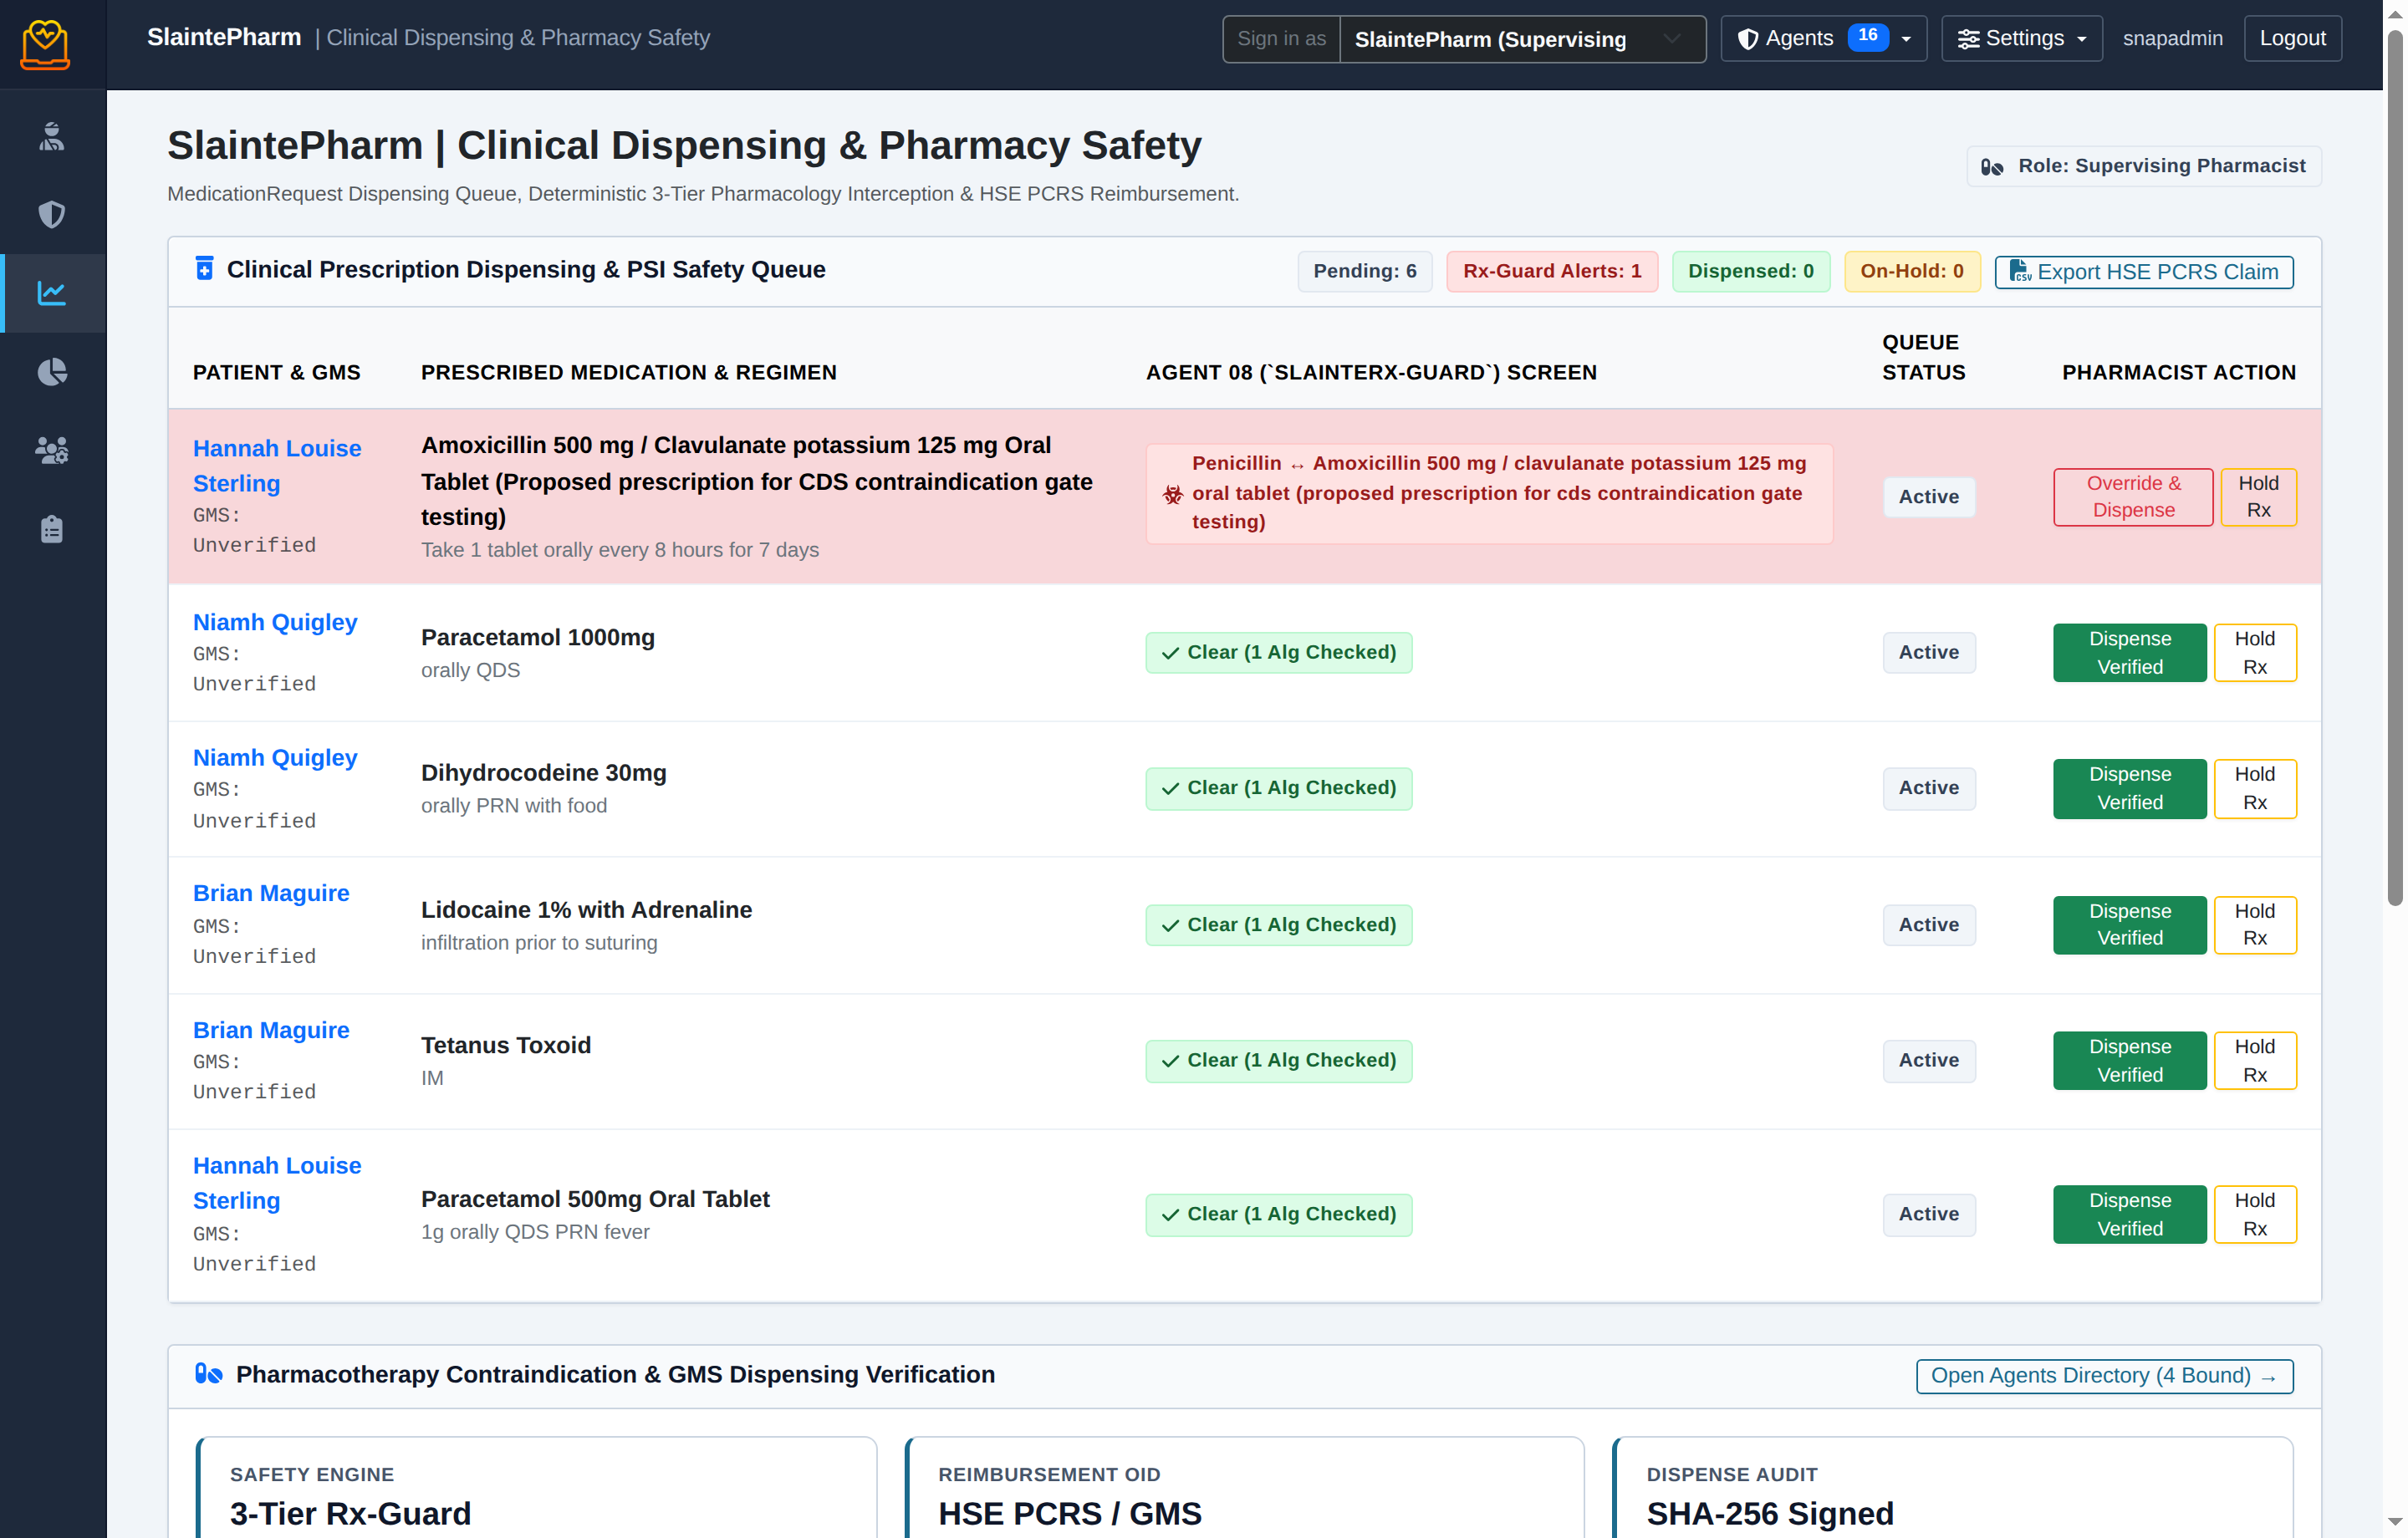 SlaintePharm | Clinical Dispensing & Pharmacy Safety
Sign in as SlaintePharm (Supervising
Agents 16
Settings
snapadmin
Logout
SlaintePharm | Clinical Dispensing & Pharmacy Safety
MedicationRequest Dispensing Queue, Deterministic 3-Tier Pharmacology Interception & HSE PCRS Reimbursement.
Role: Supervising Pharmacist
Clinical Prescription Dispensing & PSI Safety Queue
Pending: 6
Rx-Guard Alerts: 1
Dispensed: 0
On-Hold: 0
CSV Export HSE PCRS Claim
PATIENT & GMS
PRESCRIBED MEDICATION & REGIMEN
AGENT 08 (`SLAINTERX-GUARD`) SCREEN
QUEUE
STATUS
PHARMACIST ACTION
Hannah Louise
Sterling
GMS:
Unverified
Amoxicillin 500 mg / Clavulanate potassium 125 mg Oral
Tablet (Proposed prescription for CDS contraindication gate
testing)
Take 1 tablet orally every 8 hours for 7 days
Penicillin ↔ Amoxicillin 500 mg / clavulanate potassium 125 mg
oral tablet (proposed prescription for cds contraindication gate
testing)
Active
Override &
Dispense
Hold
Rx
Niamh Quigley
GMS:
Unverified
Paracetamol 1000mg
orally QDS
Clear (1 Alg Checked)
Active
Dispense
Verified
Hold
Rx
Niamh Quigley
GMS:
Unverified
Dihydrocodeine 30mg
orally PRN with food
Clear (1 Alg Checked)
Active
Dispense
Verified
Hold
Rx
Brian Maguire
GMS:
Unverified
Lidocaine 1% with Adrenaline
infiltration prior to suturing
Clear (1 Alg Checked)
Active
Dispense
Verified
Hold
Rx
Brian Maguire
GMS:
Unverified
Tetanus Toxoid
IM
Clear (1 Alg Checked)
Active
Dispense
Verified
Hold
Rx
Hannah Louise
Sterling
GMS:
Unverified
Paracetamol 500mg Oral Tablet
1g orally QDS PRN fever
Clear (1 Alg Checked)
Active
Dispense
Verified
Hold
Rx
Pharmacotherapy Contraindication & GMS Dispensing Verification
Open Agents Directory (4 Bound) →
SAFETY ENGINE
3-Tier Rx-Guard
REIMBURSEMENT OID
HSE PCRS / GMS
DISPENSE AUDIT
SHA-256 Signed